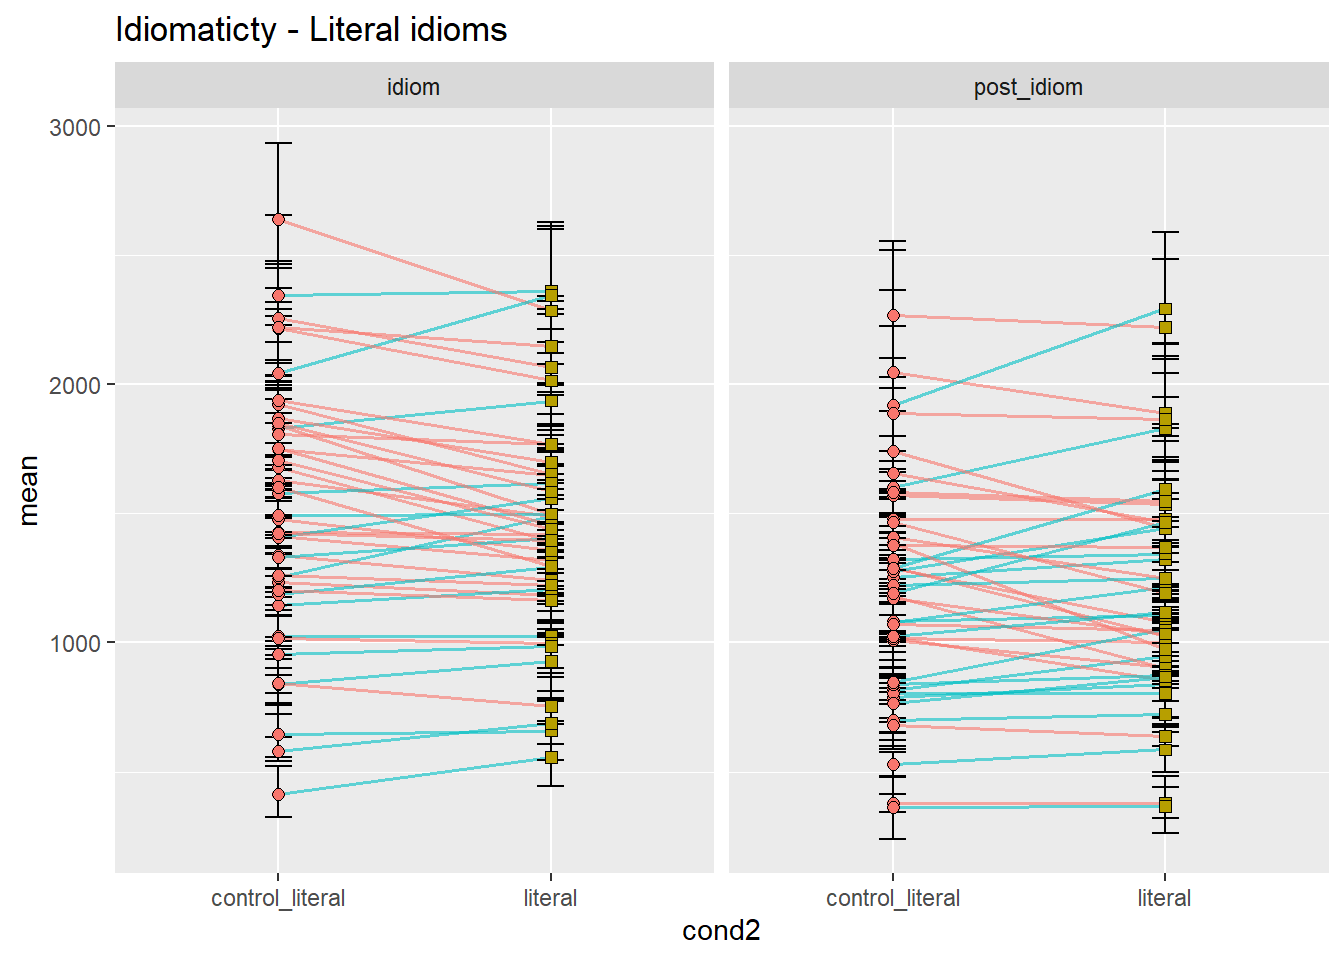 Idiomaticty - Literal idioms
idiom
post_idiom
3000
2000
1000
mean
control_literal
literal
control_literal
literal
cond2